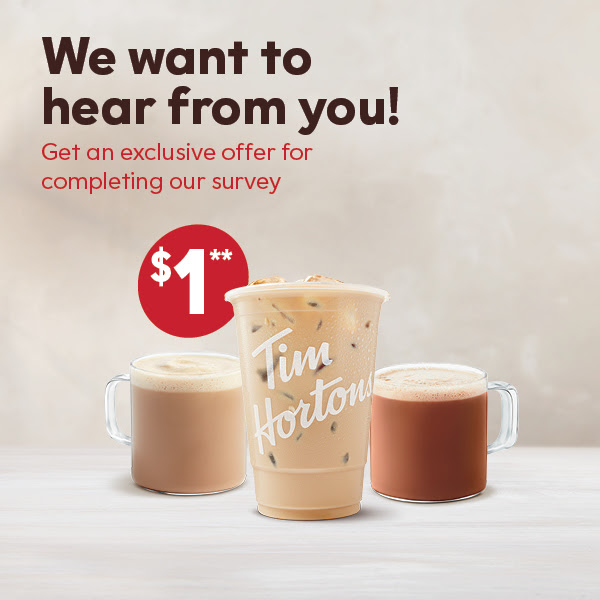 We want to
hear from you!
Get an exclusive offer for
completing our survey
$1**
Tim
Hortons